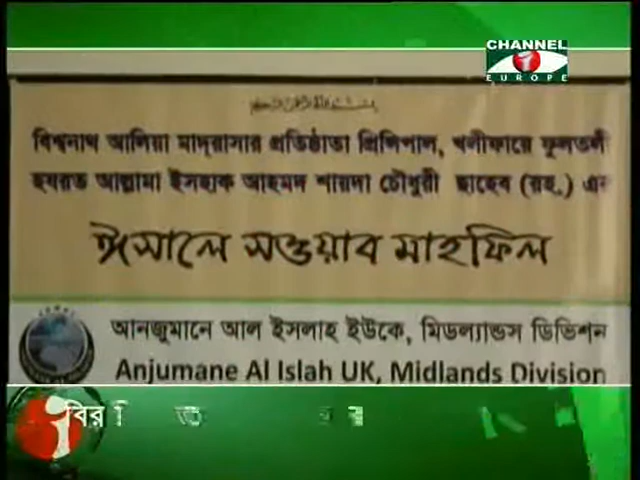 CHANNEL
i
EUROPE
বিশ্বনাথ আলিয়া মাদ্রাসার প্রতিষ্ঠাতা প্রিন্সিপাল, খলীফায়ে ফুলতলী
হযরত আল্লামা ইসহাক আহমদ শায়দা চৌধুরী ছাহেব (রহ.) এর
ঈসালে সওয়াব মাহফিল
আনজুমানে আল ইসলাহ ইউকে, মিডল্যান্ডস ডিভিশন
Anjumane Al Islah UK, Midlands Division
i